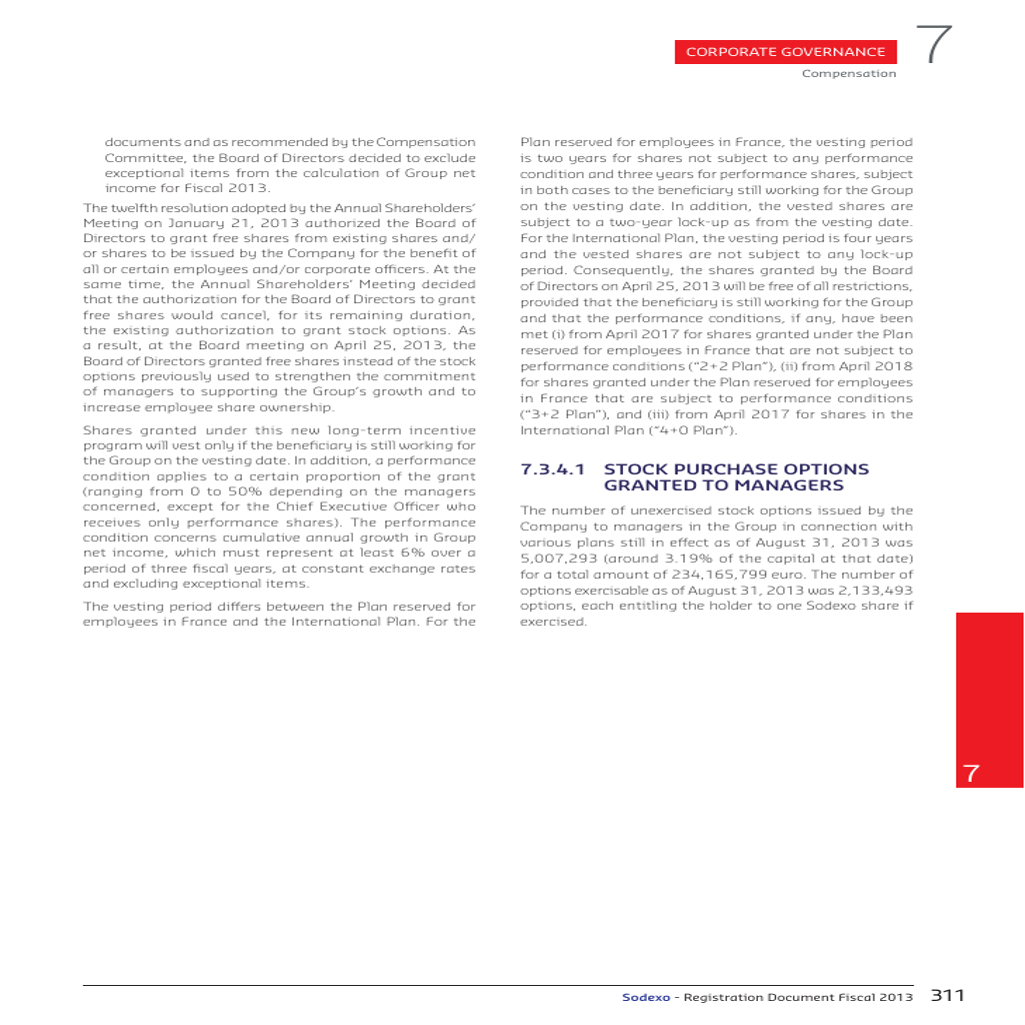 CORPORATE GOVERNANCE
7
Compensation
documents and as recommended by the Compensation
Committee, the Board of Directors decided to exclude
exceptional items from the calculation of Group net
income for Fiscal 2013.
The twelfth resolution adopted by the Annual Shareholders’
Meeting on January 21, 2013 authorized the Board of
Directors to grant free shares from existing shares and/
or shares to be issued by the Company for the benefit of
all or certain employees and/or corporate officers. At the
same time, the Annual Shareholders’ Meeting decided
that the authorization for the Board of Directors to grant
free shares would cancel, for its remaining duration,
the existing authorization to grant stock options. As
a result, at the Board meeting on April 25, 2013, the
Board of Directors granted free shares instead of the stock
options previously used to strengthen the commitment
of managers to supporting the Group’s growth and to
increase employee share ownership.
Shares granted under this new long-term incentive
program will vest only if the beneficiary is still working for
the Group on the vesting date. In addition, a performance
condition applies to a certain proportion of the grant
(ranging from 0 to 50% depending on the managers
concerned, except for the Chief Executive Officer who
receives only performance shares). The performance
condition concerns cumulative annual growth in Group
net income, which must represent at least 6% over a
period of three fiscal years, at constant exchange rates
and excluding exceptional items.
The vesting period differs between the Plan reserved for
employees in France and the International Plan. For the
Plan reserved for employees in France, the vesting period
is two years for shares not subject to any performance
condition and three years for performance shares, subject
in both cases to the beneficiary still working for the Group
on the vesting date. In addition, the vested shares are
subject to a two-year lock-up as from the vesting date.
For the International Plan, the vesting period is four years
and the vested shares are not subject to any lock-up
period. Consequently, the shares granted by the Board
of Directors on April 25, 2013 will be free of all restrictions,
provided that the beneficiary is still working for the Group
and that the performance conditions, if any, have been
met (i) from April 2017 for shares granted under the Plan
reserved for employees in France that are not subject to
performance conditions (“2+2 Plan”), (ii) from April 2018
for shares granted under the Plan reserved for employees
in France that are subject to performance conditions
(“3+2 Plan”), and (iii) from April 2017 for shares in the
International Plan (“4+0 Plan”).
7.3.4.1 STOCK PURCHASE OPTIONS
GRANTED TO MANAGERS
The number of unexercised stock options issued by the
Company to managers in the Group in connection with
various plans still in effect as of August 31, 2013 was
5,007,293 (around 3.19% of the capital at that date)
for a total amount of 234,165,799 euro. The number of
options exercisable as of August 31, 2013 was 2,133,493
options, each entitling the holder to one Sodexo share if
exercised.
7
Sodexo - Registration Document Fiscal 2013 311